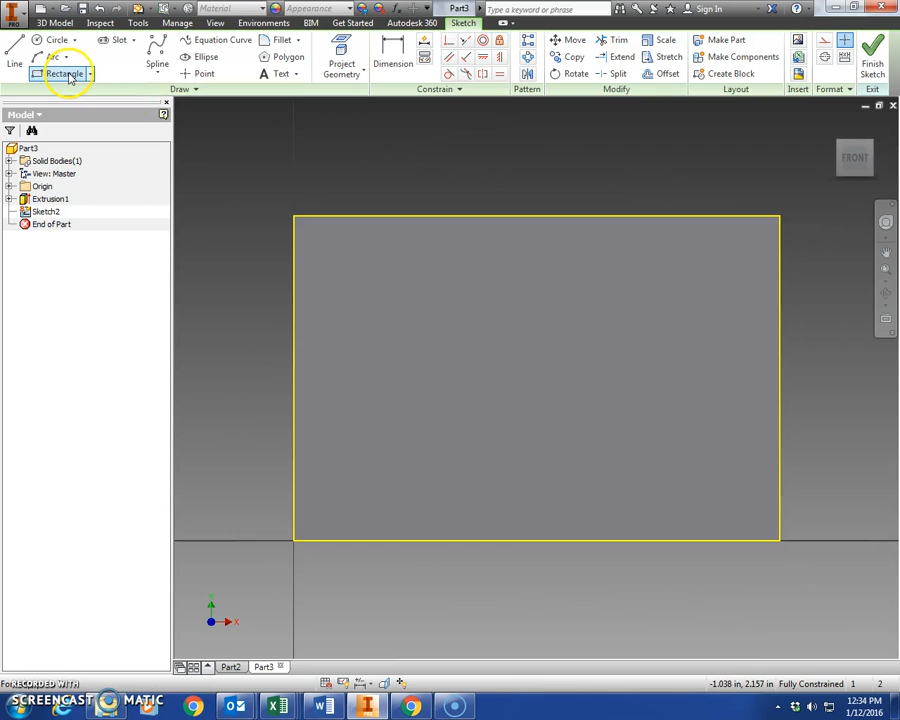 Material
Appearance
Part3
Type a keyword or phrase
Sign In
PRO
3D Model
Inspect
Tools
Manage
View
Environments
BIM
Get Started
Autodesk 360
Sketch
Line
Circle
Arc
Rectangle
Slot
Spline
Equation Curve
Ellipse
Point
Fillet
Polygon
Text
Project Geometry
Dimension
Move
Copy
Rotate
Trim
Extend
Split
Scale
Stretch
Offset
Make Part
Make Components
Create Block
Finish Sketch
Draw
Constrain
Pattern
Modify
Layout
Insert
Format
Exit
Model
Part3
Solid Bodies(1)
View: Master
Origin
Extrusion1
Sketch2
End of Part
FRONT
Y
X
Part2
Part3
For
-1.038 in, 2.157 in Fully Constrained 1 2
RECORDED WITH
SCREENCAST MATIC
12:34 PM
1/12/2016